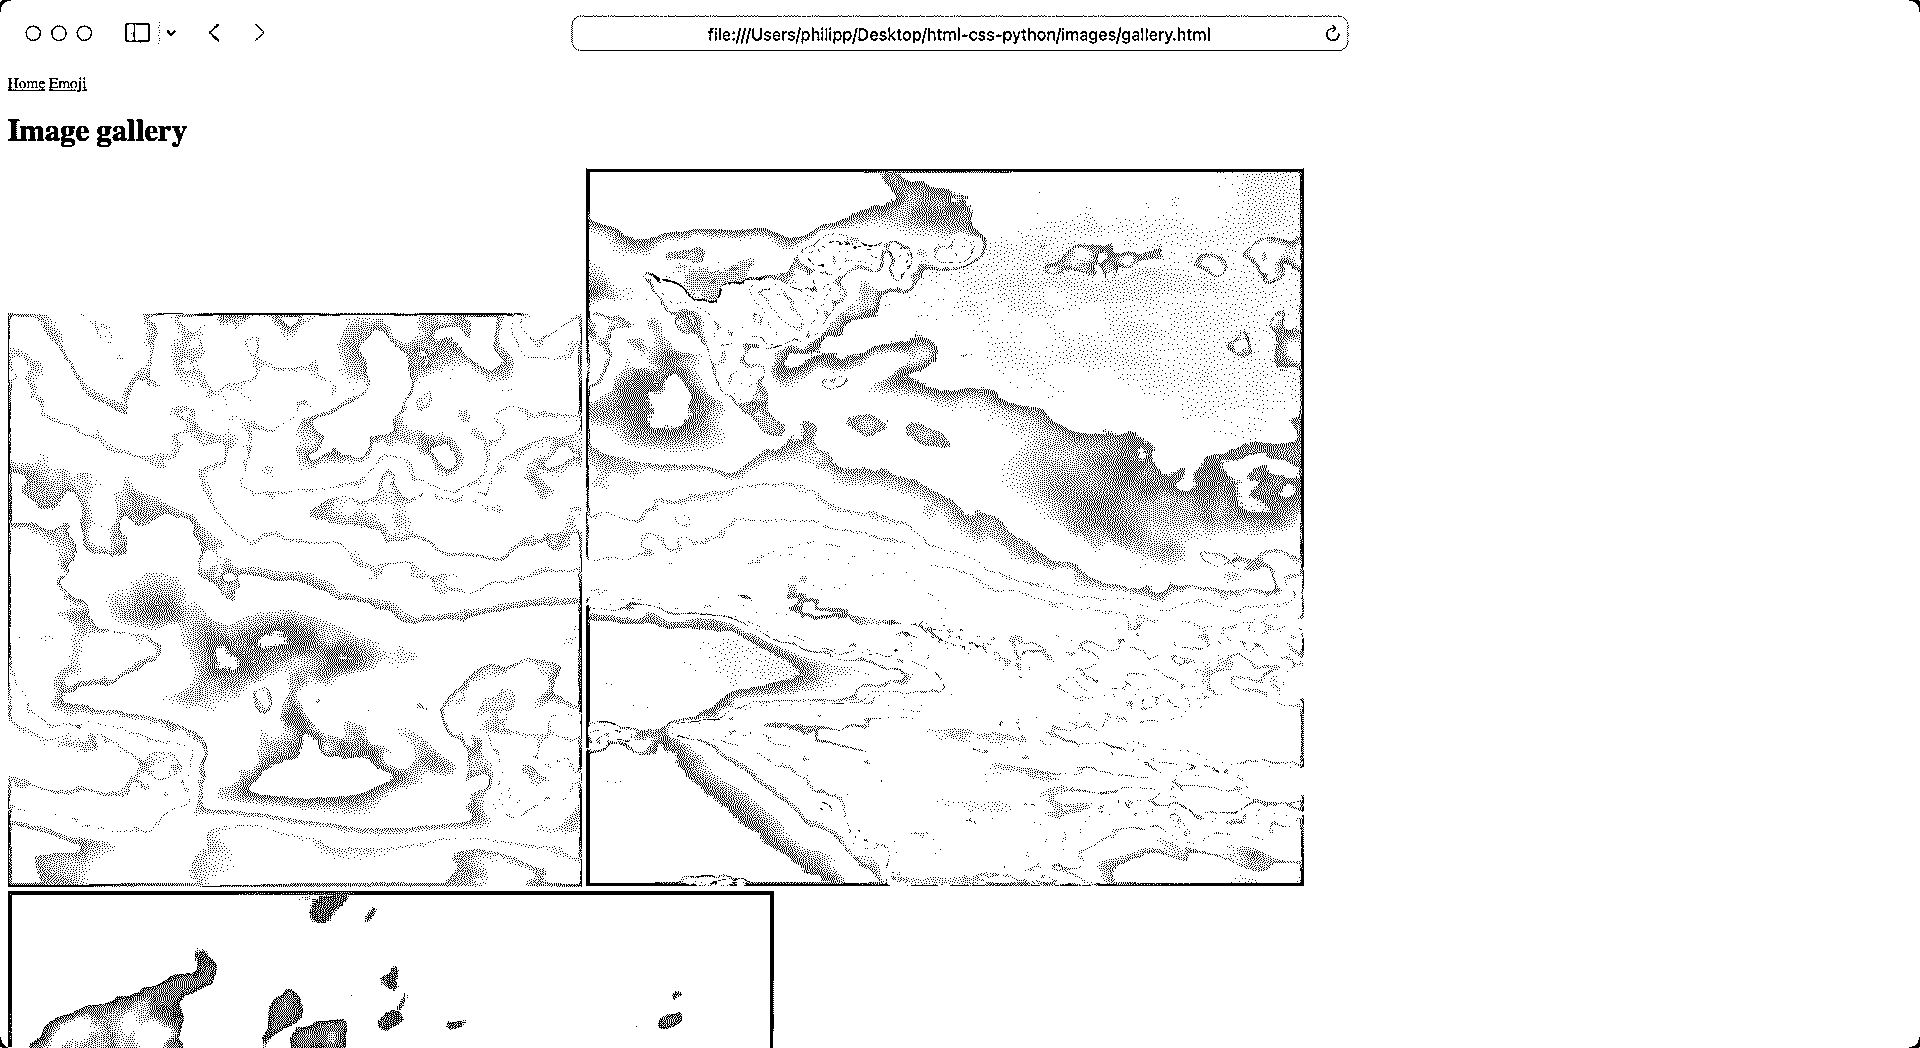 file:///Users/philipp/Desktop/html-css-python/images/gallery.html
Home Emoji
Image gallery